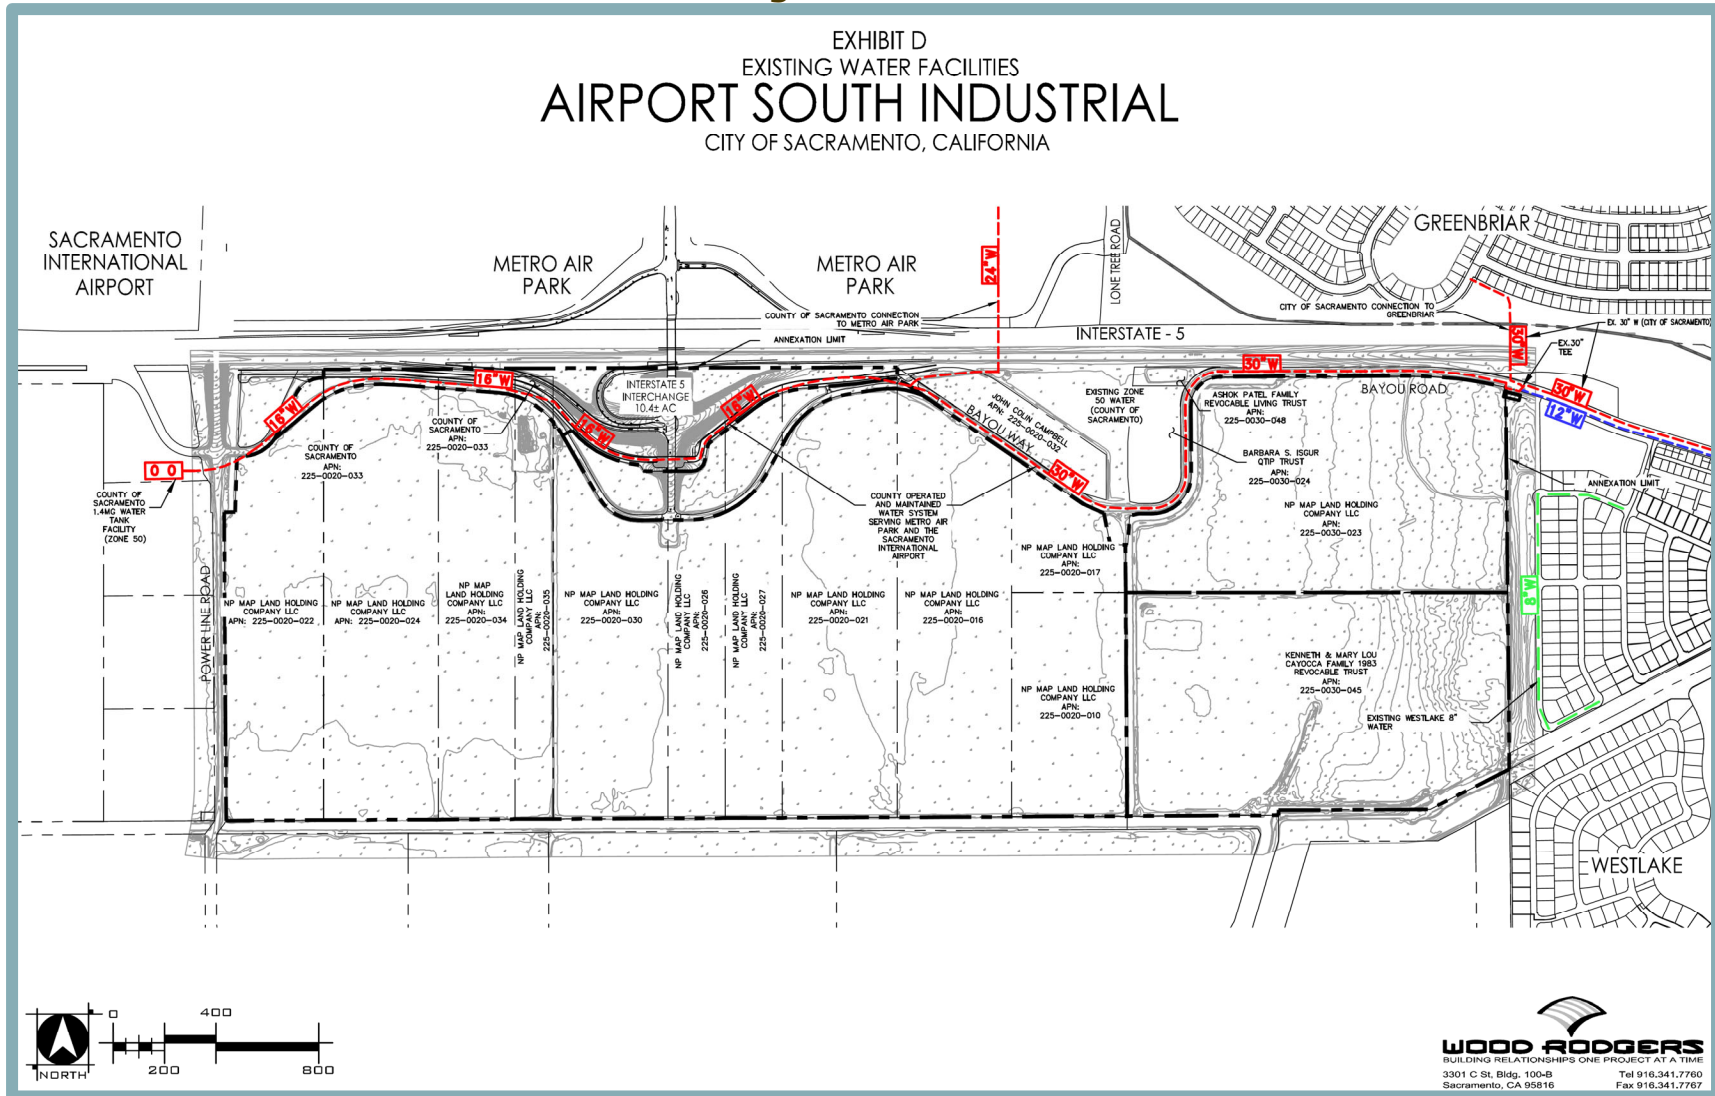 EXHIBIT D
EXISTING WATER FACILITIES
AIRPORT SOUTH INDUSTRIAL
CITY OF SACRAMENTO, CALIFORNIA
SACRAMENTO
INTERNATIONAL
AIRPORT
METRO AIR
PARK
METRO AIR
PARK
24"W
LONE TREE ROAD
GREENBRIAR
COUNTY OF SACRAMENTO CONNECTION
TO METRO AIR PARK
CITY OF SACRAMENTO CONNECTION TO
GREENBRIAR
EX. 30" W (CITY OF SACRAMENTO)
INTERSTATE - 5
ANNEXATION LIMIT
30"W
EX.30"
TEE
16"W
INTERSTATE 5
INTERCHANGE
10.4± AC
16"W
16"W
16"W
30"W
BAYOU ROAD
30"W
12"W
EXISTING ZONE
50 WATER
(COUNTY OF
SACRAMENTO)
ASHOK PATEL FAMILY
REVOCABLE LIVING TRUST
APN:
225-0030-048
JOHN COLIN CAMPBELL
APN: 225-0020-032
BAYOU WAY
30"W
COUNTY OF
SACRAMENTO
APN:
225-0020-033
COUNTY OF
SACRAMENTO
APN:
225-0020-033
BARBARA S. ISGUR
QTIP TRUST
APN:
225-0030-024
ANNEXATION LIMIT
0 0
COUNTY OF
SACRAMENTO
1.4MG WATER
TANK
FACILITY
(ZONE 50)
COUNTY OPERATED
AND MAINTAINED
WATER SYSTEM
SERVING METRO AIR
PARK AND THE
SACRAMENTO
INTERNATIONAL
AIRPORT
NP MAP LAND HOLDING
COMPANY LLC
APN:
225-0030-023
NP MAP LAND HOLDING
COMPANY LLC
APN:
225-0020-017
POWER LINE ROAD
NP MAP LAND HOLDING
COMPANY LLC
APN: 225-0020-022
NP MAP LAND HOLDING
COMPANY LLC
APN: 225-0020-024
NP MAP
LAND HOLDING
COMPANY LLC
APN:
225-0020-034
NP MAP LAND HOLDING
COMPANY LLC
APN:
225-0020-035
NP MAP LAND HOLDING
COMPANY LLC
APN:
225-0020-030
NP MAP LAND HOLDING
COMPANY LLC
APN:
225-0020-026
NP MAP LAND HOLDING
COMPANY LLC
APN:
225-0020-027
NP MAP LAND HOLDING
COMPANY LLC
APN:
225-0020-021
NP MAP LAND HOLDING
COMPANY LLC
APN:
225-0020-016
8"W
KENNETH & MARY LOU
CAYOCCA FAMILY 1983
REVOCABLE TRUST
APN:
225-0030-045
NP MAP LAND HOLDING
COMPANY LLC
APN:
225-0020-010
EXISTING WESTLAKE 8"
WATER
WESTLAKE
NORTH
0
400
200
800
WOOD RODGERS
BUILDING RELATIONSHIPS ONE PROJECT AT A TIME
3301 C St, Bldg. 100-B
Tel 916.341.7760
Sacramento, CA 95816
Fax 916.341.7767